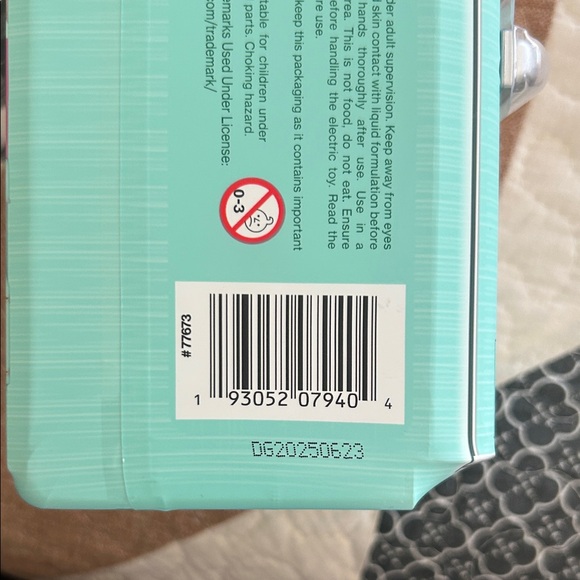 der adult supervision. Keep away from eyes
skin contact with liquid formulation before
hands thoroughly after use. Use in a
rea. This is not food, do not eat. Ensure
efore handling the electric toy. Read the
re use.
keep this packaging as it contains important
table for children under
parts. Choking hazard.
emarks Used Under License:
com/trademark/
0-3
#77673
1 93052 07940 4
DG20250623